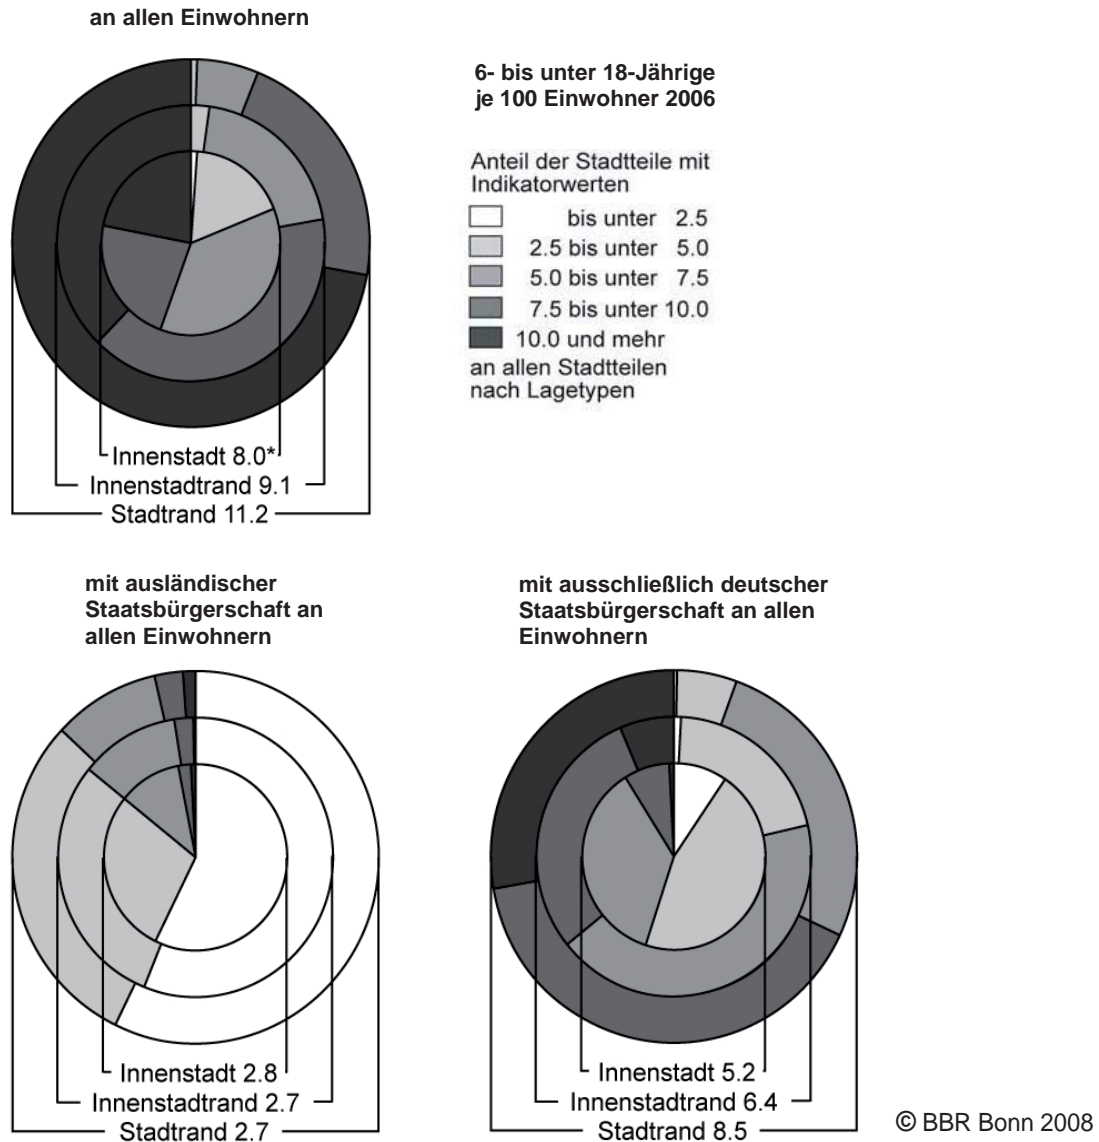 an allen Einwohnern
6- bis unter 18-Jährige
je 100 Einwohner 2006
Anteil der Stadtteile mit
Indikatorwerten
bis unter 2.5
2.5 bis unter 5.0
5.0 bis unter 7.5
7.5 bis unter 10.0
10.0 und mehr
an allen Stadtteilen
nach Lagetypen
Innenstadt 8.0*
Innenstadtrand 9.1
Stadtrand 11.2
mit ausländischer
Staatsbürgerschaft an
allen Einwohnern
mit ausschließlich deutscher
Staatsbürgerschaft an allen
Einwohnern
Innenstadt 2.8
Innenstadtrand 2.7
Stadtrand 2.7
Innenstadt 5.2
Innenstadtrand 6.4
Stadtrand 8.5
© BBR Bonn 2008